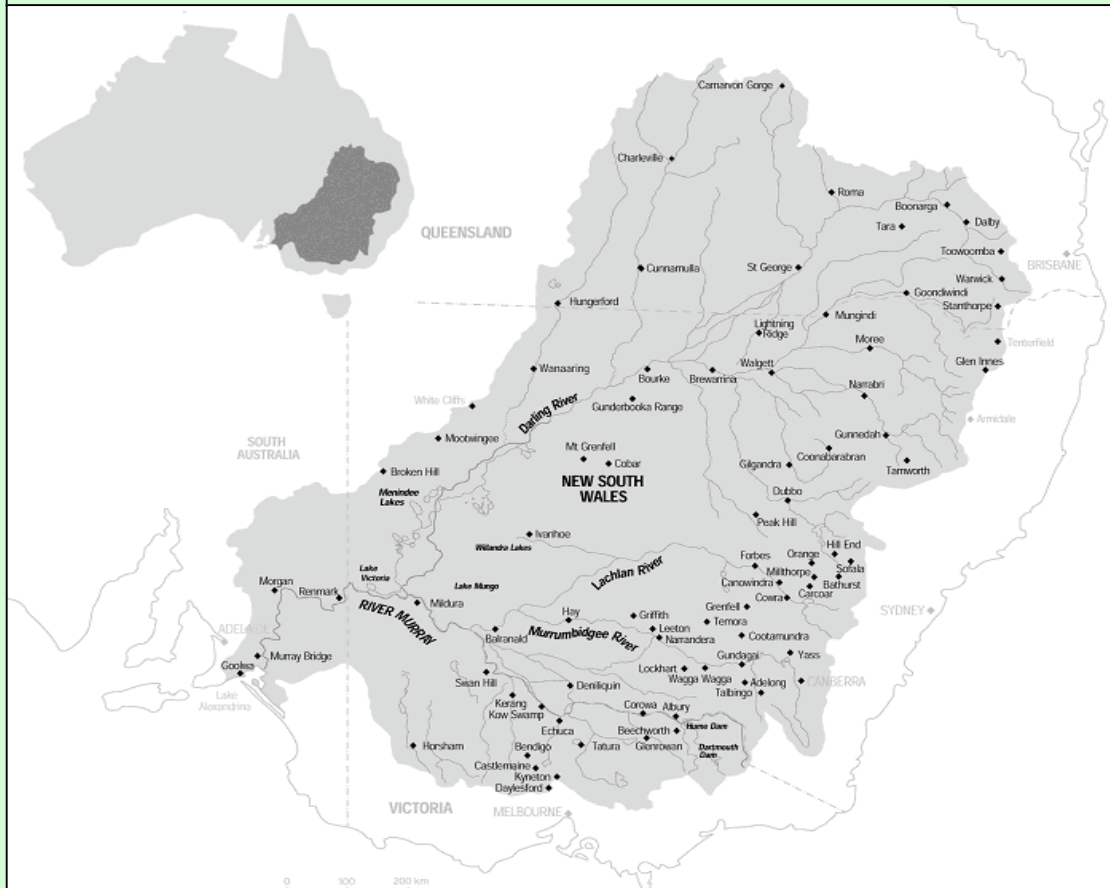 Carnarvon Gorge
Charleville
Roma
Boonarga
Dalby
Tara
QUEENSLAND
Toowoomba
BRISBANE
Cunnamulla
St George
Warwick
Goondiwindi
Hungerford
Stanthorpe
Mungindi
Lightning
Ridge
Moree
Tenterfield
Glen Innes
Walgett
Wanaaring
Bourke
Brewarrina
Narrabri
White Cliffs
Darling River
Gunderbooka Range
Armidale
Mootwingee
Gunnedah
SOUTH
AUSTRALIA
Mt Grenfell
Cobar
Coonabarabran
Gilgandra
Tamworth
Broken Hill
NEW SOUTH
WALES
Menindee
Lakes
Dubbo
Peak Hill
Ivanhoe
Willandra Lakes
Hill End
Forbes
Orange
Sofala
Lake
Victoria
Lachlan River
Millthorpe
Morgan
Lake Mungo
Canowindra
Bathurst
Renmark
Carcoar
Cowra
Mildura
RIVER MURRAY
Hay
Grenfell
SYDNEY
Griffith
Temora
ADELAIDE
Leeton
Balranald
Murrumbidgee River
Narrandera
Cootamundra
Murray Bridge
Gundagai
Yass
Goolwa
Lockhart
Wagga Wagga
Swan Hill
Deniliquin
Adelong
CANBERRA
Talbingo
Lake
Alexandrina
Kerang
Kow Swamp
Corowa
Albury
Hume Dam
Echuca
Beechworth
Horsham
Bendigo
Tatura
Glenrowan
Dartmouth
Dam
Castlemaine
Kyneton
Daylesford
VICTORIA
MELBOURNE
0 100 200 km